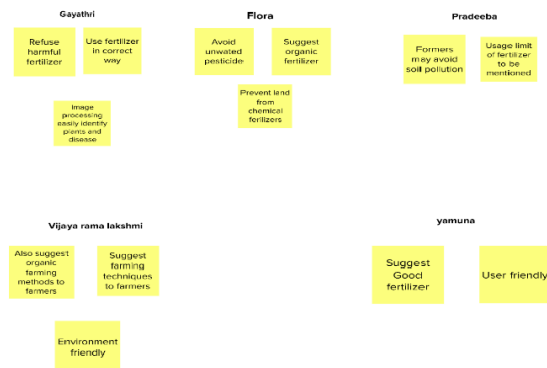 Gayathri
Flora
Pradeeba
Refuse
harmful
fertilizer
Use fertilizer
in correct
way
Image
processing
easily identify
plants and
disease
Avoid
unwated
pesticide
Suggest
organic
fertilizer
Prevent land
from
chemical
ferilizers
Formers
may avoid
soil pollution
Usage limit
of fertilizer
to be
mentioned
Vijaya rama lakshmi
yamuna
Also suggest
organic
farming
methods to
farmers
Suggest
farming
techniques
to farmers
Environment
friendly
Suggest
Good
fertilizer
User friendly